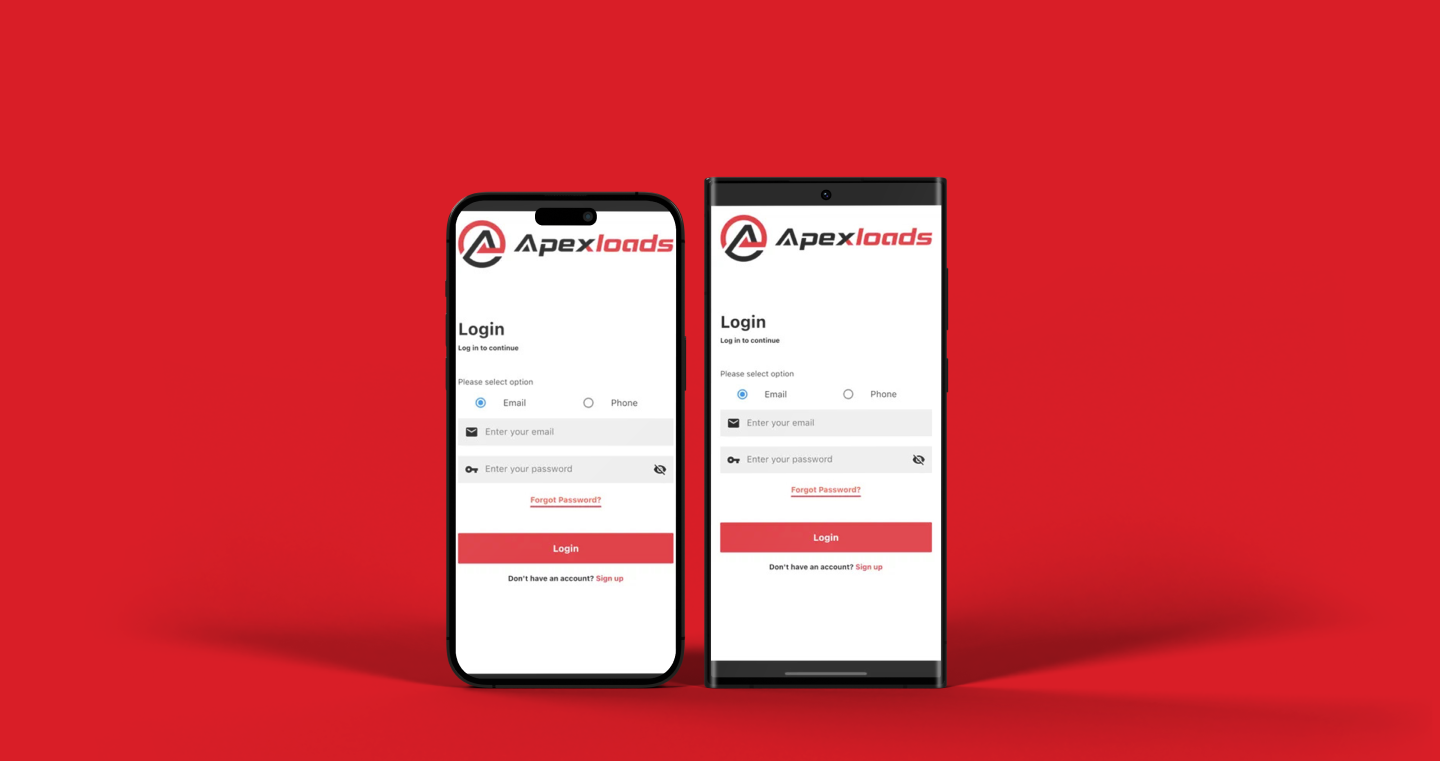 Apexloads
Login
Log in to continue
Please select option
Email Phone
Enter your email
Enter your password
Forgot Password?
Login
Don't have an account? Sign up
Apexloads
Login
Log in to continue
Please select option
Email Phone
Enter your email
Enter your password
Forgot Password?
Login
Don't have an account? Sign up